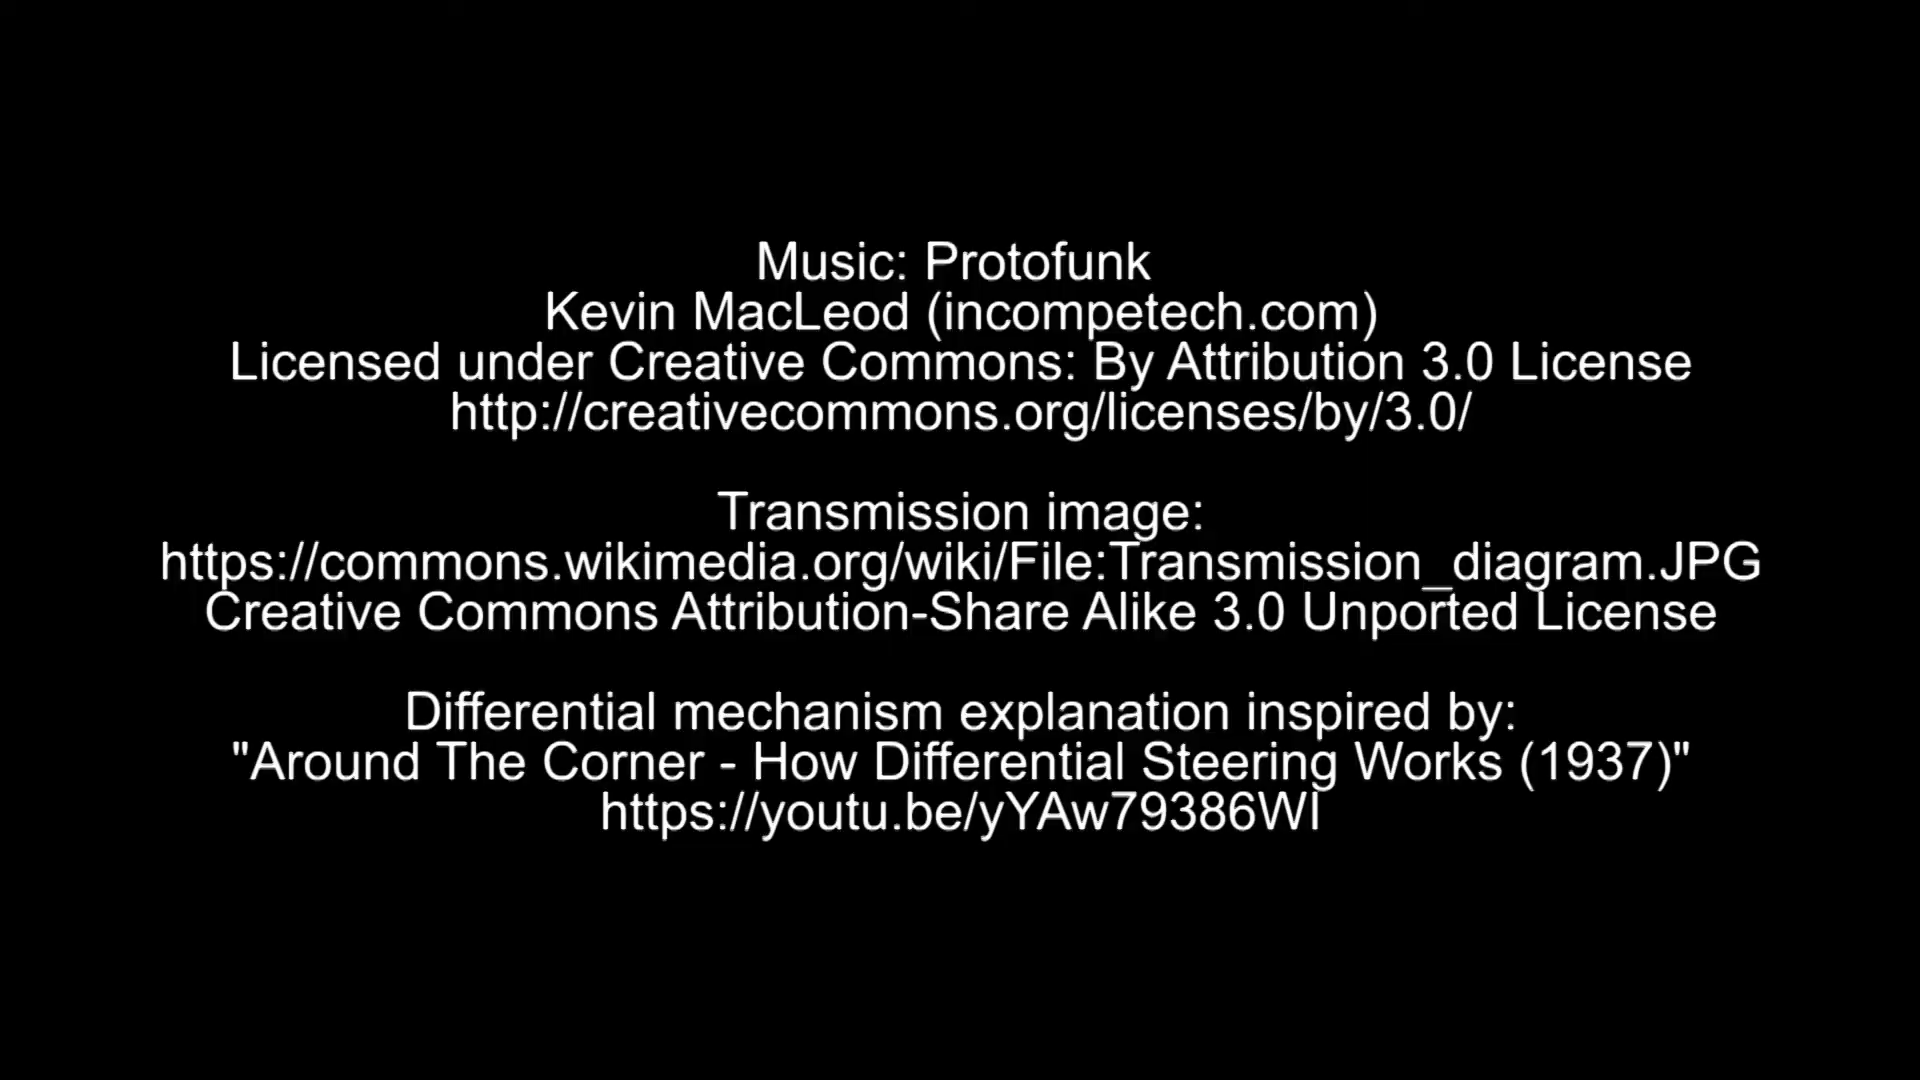 Music: Protofunk
Kevin MacLeod (incompetech.com)
Licensed under Creative Commons: By Attribution 3.0 License
http://creativecommons.org/licenses/by/3.0/
Transmission image:
https://commons.wikimedia.org/wiki/File:Transmission_diagram.JPG
Creative Commons Attribution-Share Alike 3.0 Unported License
Differential mechanism explanation inspired by:
"Around The Corner - How Differential Steering Works (1937)"
https://youtu.be/yYAw79386WI